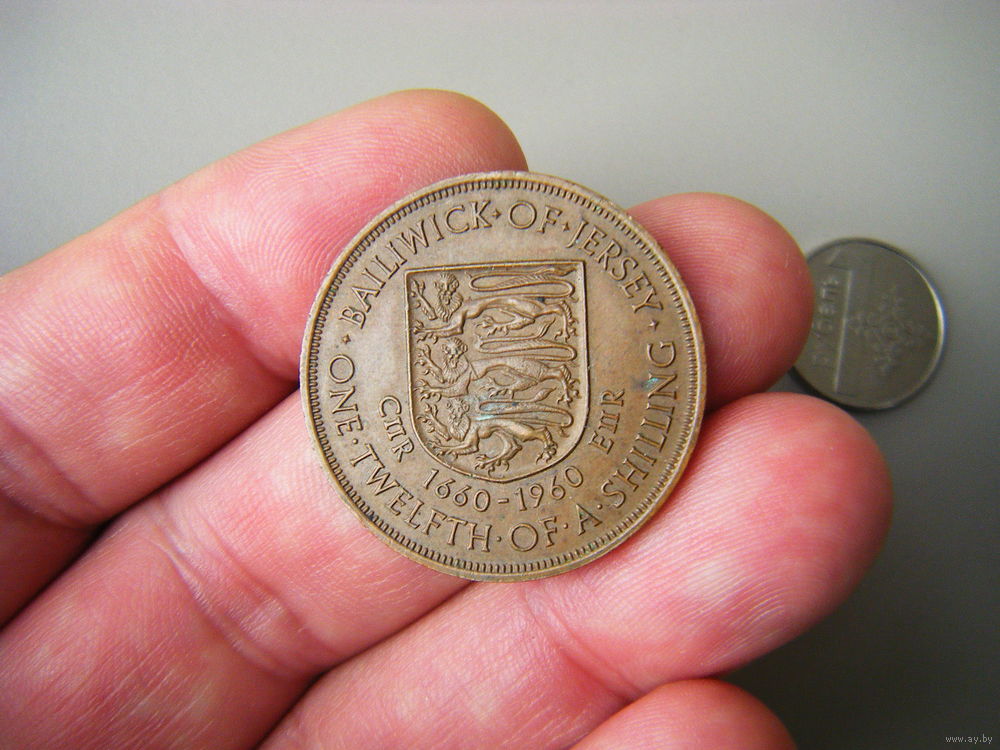 · BAILIWICK · OF · JERSEY ·
ONE · TWELFTH · OF · A · SHILLING
CIIR 1660-1960 EIIR
www.ay.by